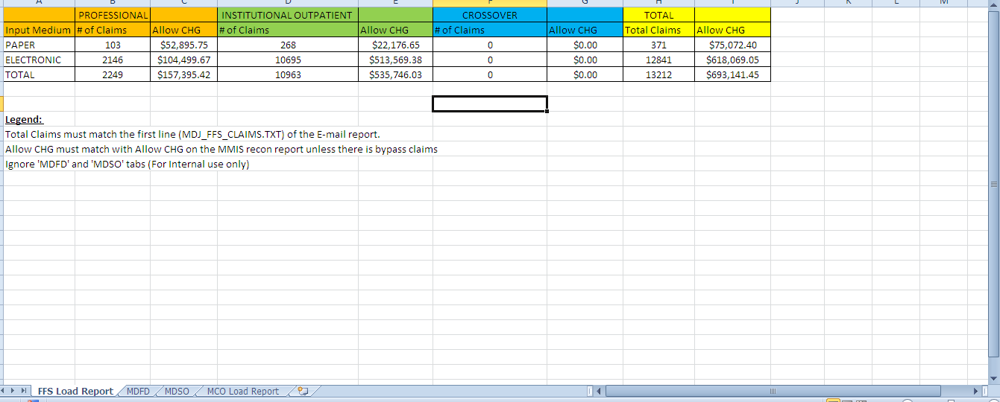 A B C D E F G H I J K L M
PROFESSIONAL INSTITUTIONAL OUTPATIENT CROSSOVER TOTAL
Input Medium # of Claims Allow CHG # of Claims Allow CHG # of Claims Allow CHG Total Claims Allow CHG
PAPER 103 $52,895.75 268 $22,176.65 0 $0.00 371 $75,072.40
ELECTRONIC 2146 $104,499.67 10695 $513,569.38 0 $0.00 12841 $618,069.05
TOTAL 2249 $157,395.42 10963 $535,746.03 0 $0.00 13212 $693,141.45
Legend:
Total Claims must match the first line (MDJ_FFS_CLAIMS.TXT) of the E-mail report.
Allow CHG must match with Allow CHG on the MMIS recon report unless there is bypass claims
Ignore 'MDFD' and 'MDSO' tabs (For Internal use only)
FFS Load Report MDFD MDSO MCO Load Report